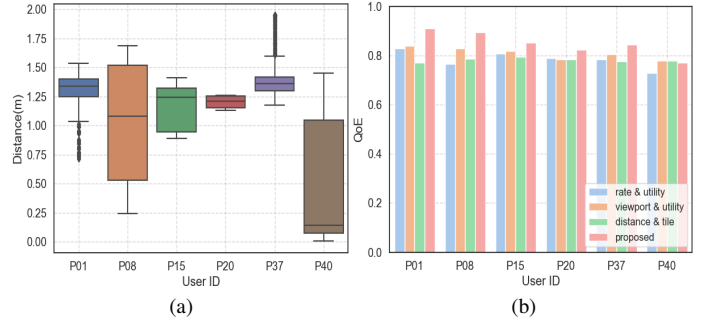 2.00
1.75
1.50
1.25
1.00
0.75
0.50
0.25
0.00
Distance(m)
P01 P08 P15 P20 P37 P40
User ID
(a)
1.0
0.8
0.6
0.4
0.2
0.0
QoE
rate & utility
viewport & utility
distance & tile
proposed
P01 P08 P15 P20 P37 P40
User ID
(b)